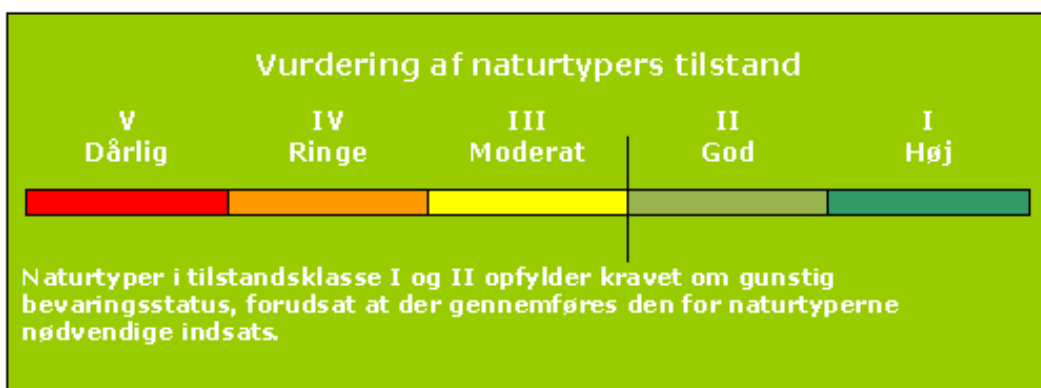 Vurdering af naturtypers tilstand
V IV III II I
Dårlig Ringe Moderat God Høj
Naturtyper i tilstandsklasse I og II opfylder kravet om gunstig
bevaringsstatus, forudsat at der gennemføres den for naturtyperne
nødvendige indsats.